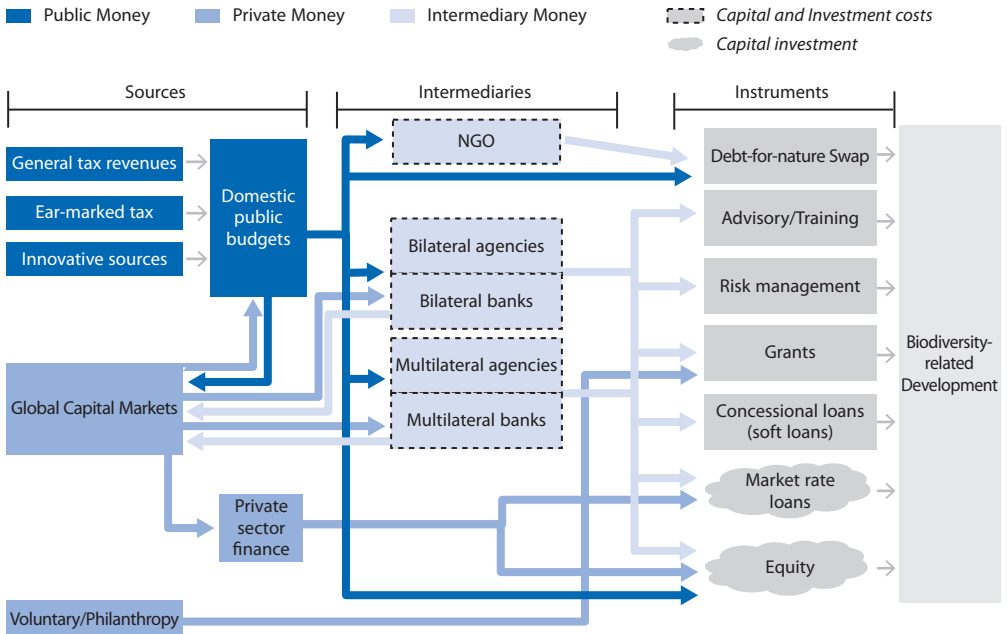 Public Money
Private Money
Intermediary Money
Capital and Investment costs
Capital investment
Sources
Intermediaries
Instruments
General tax revenues
Ear-marked tax
Innovative sources
Domestic
public
budgets
Global Capital Markets
Private
sector
finance
Voluntary/Philanthropy
NGO
Bilateral agencies
Bilateral banks
Multilateral agencies
Multilateral banks
Debt-for-nature Swap
Advisory/Training
Risk management
Grants
Concessional loans
(soft loans)
Market rate
loans
Equity
Biodiversity-
related
Development